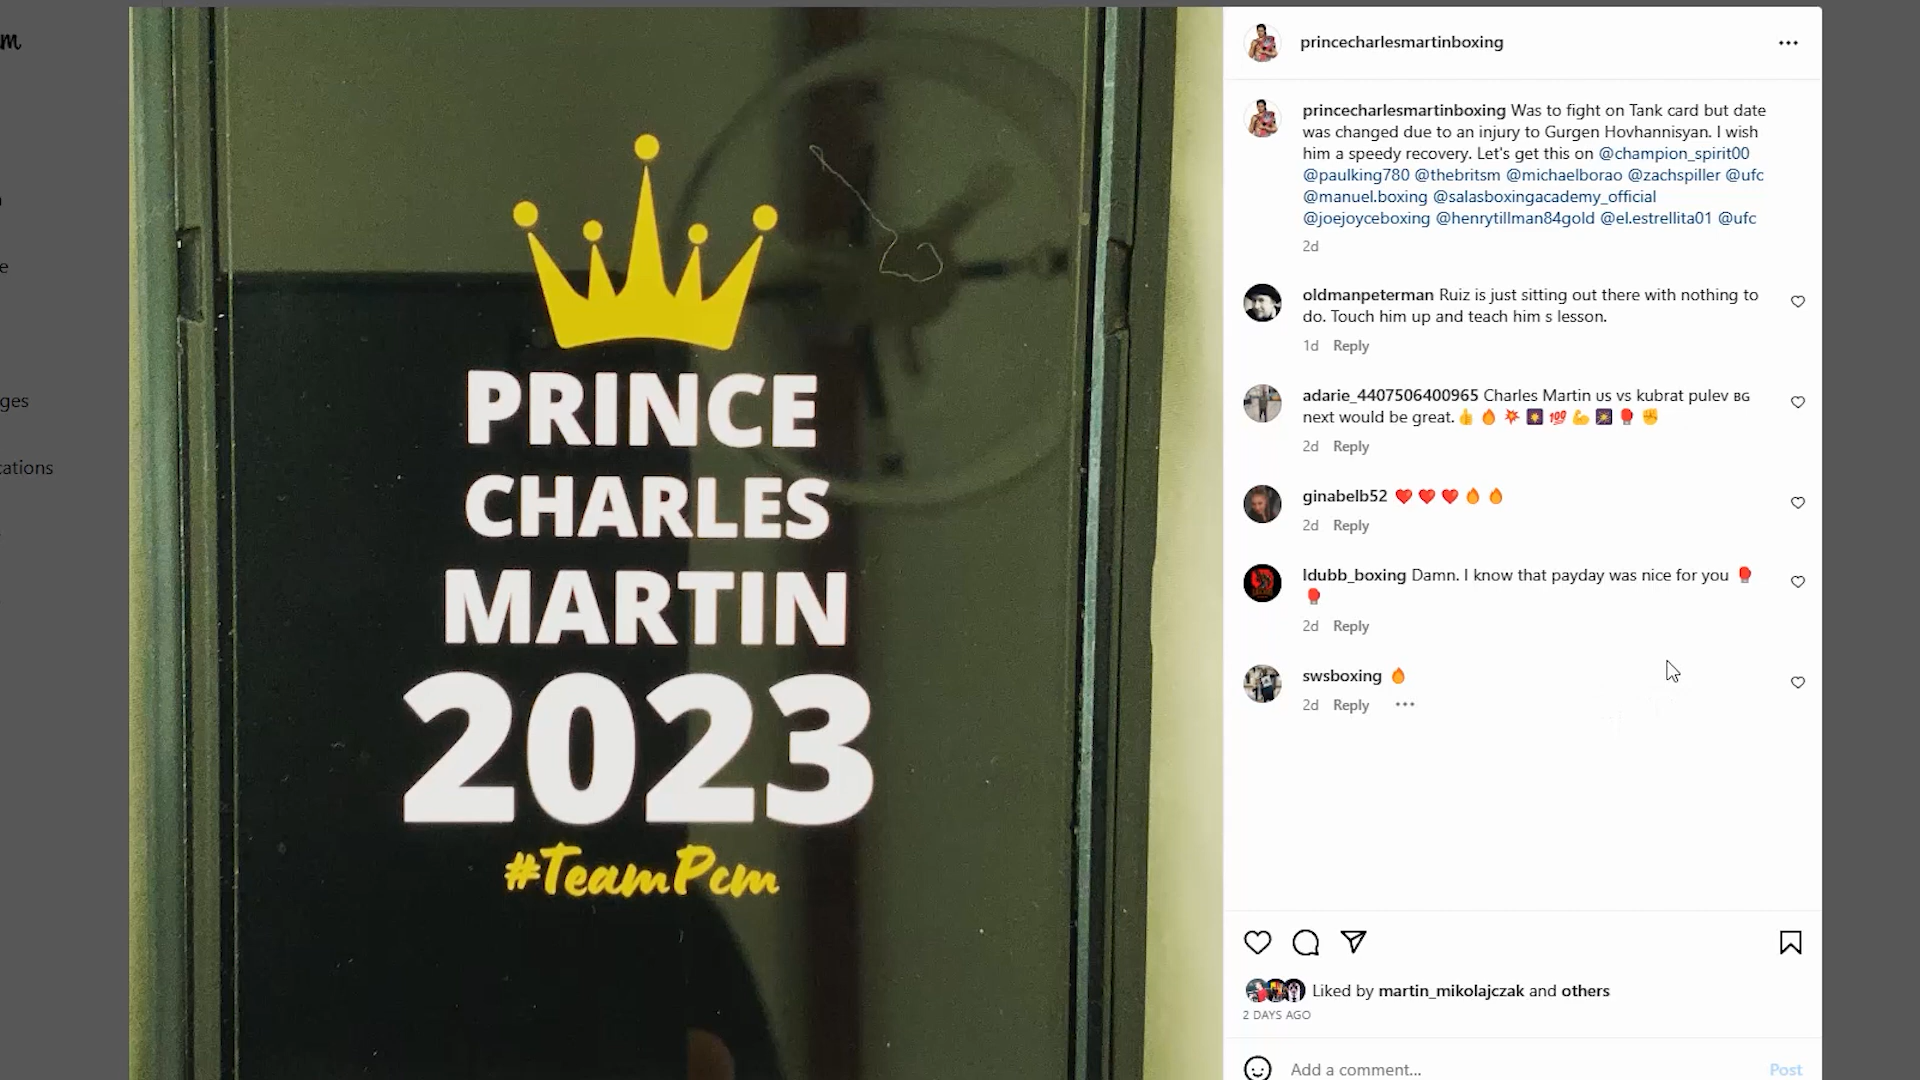 m
e
ges
cations
PRINCE
CHARLES
MARTIN
2023
#TeamPcm
princecharlesmartinboxing
princecharlesmartinboxing Was to fight on Tank card but date
was changed due to an injury to Gurgen Hovhannisyan. I wish
him a speedy recovery. Let's get this on @champion_spirit00
@paulking780 @thebritsm @michaelborao @zachspiller @ufc
@manuel.boxing @salasboxingacademy_official
@joejoyceboxing @henrytillman84gold @el.estrellita01 @ufc
2d
oldmanpeterman Ruiz is just sitting out there with nothing to
do. Touch him up and teach him s lesson.
1d Reply
adarie_4407506400965 Charles Martin us vs kubrat pulev BG
next would be great. 👍 🔥 💥 🎇 💯 💪 🎆 🥊 ✊
2d Reply
ginabelb52 ❤️ ❤️ ❤️ 🔥 🔥
2d Reply
ldubb_boxing Damn. I know that payday was nice for you 🥊
🥊
2d Reply
swsboxing 🔥
2d Reply
Liked by martin_mikolajczak and others
2 DAYS AGO
Add a comment... Post